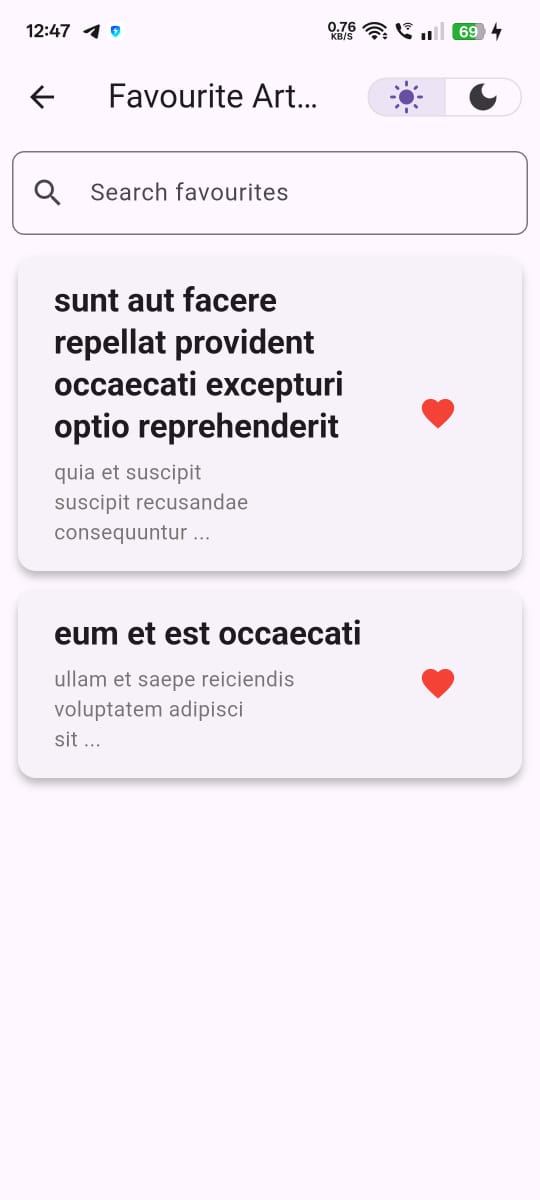 12:47
0.76
KB/S
69
Favourite Art...
Search favourites
sunt aut facere
repellat provident
occaecati excepturi
optio reprehenderit
quia et suscipit
suscipit recusandae
consequuntur ...
eum et est occaecati
ullam et saepe reiciendis
voluptatem adipisci
sit ...